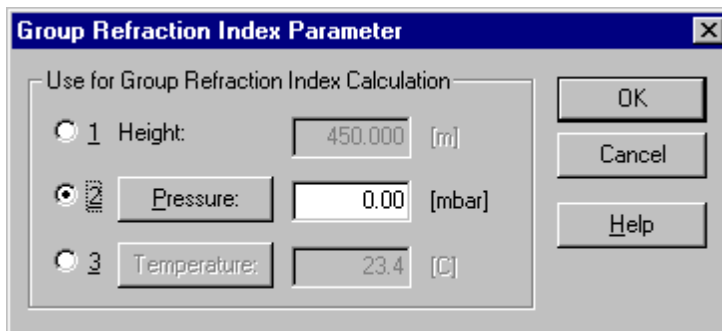 Group Refraction Index Parameter
Use for Group Refraction Index Calculation
1 Height: 450.000 [m]
2 Pressure: 0.00 [mbar]
3 Temperature: 23.4 [C]
OK
Cancel
Help